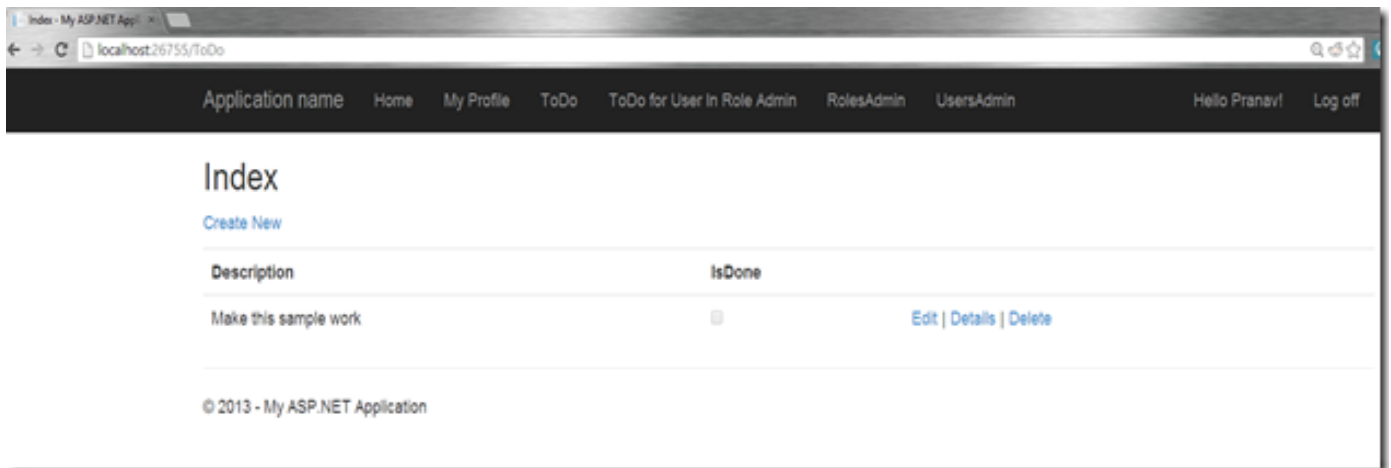 Index - My ASP.NET Appl
localhost:26755/ToDo
Application name Home My Profile ToDo ToDo for User In Role Admin RolesAdmin UsersAdmin Hello Pranav! Log off
Index
Create New
Description IsDone
Make this sample work Edit | Details | Delete
© 2013 - My ASP.NET Application